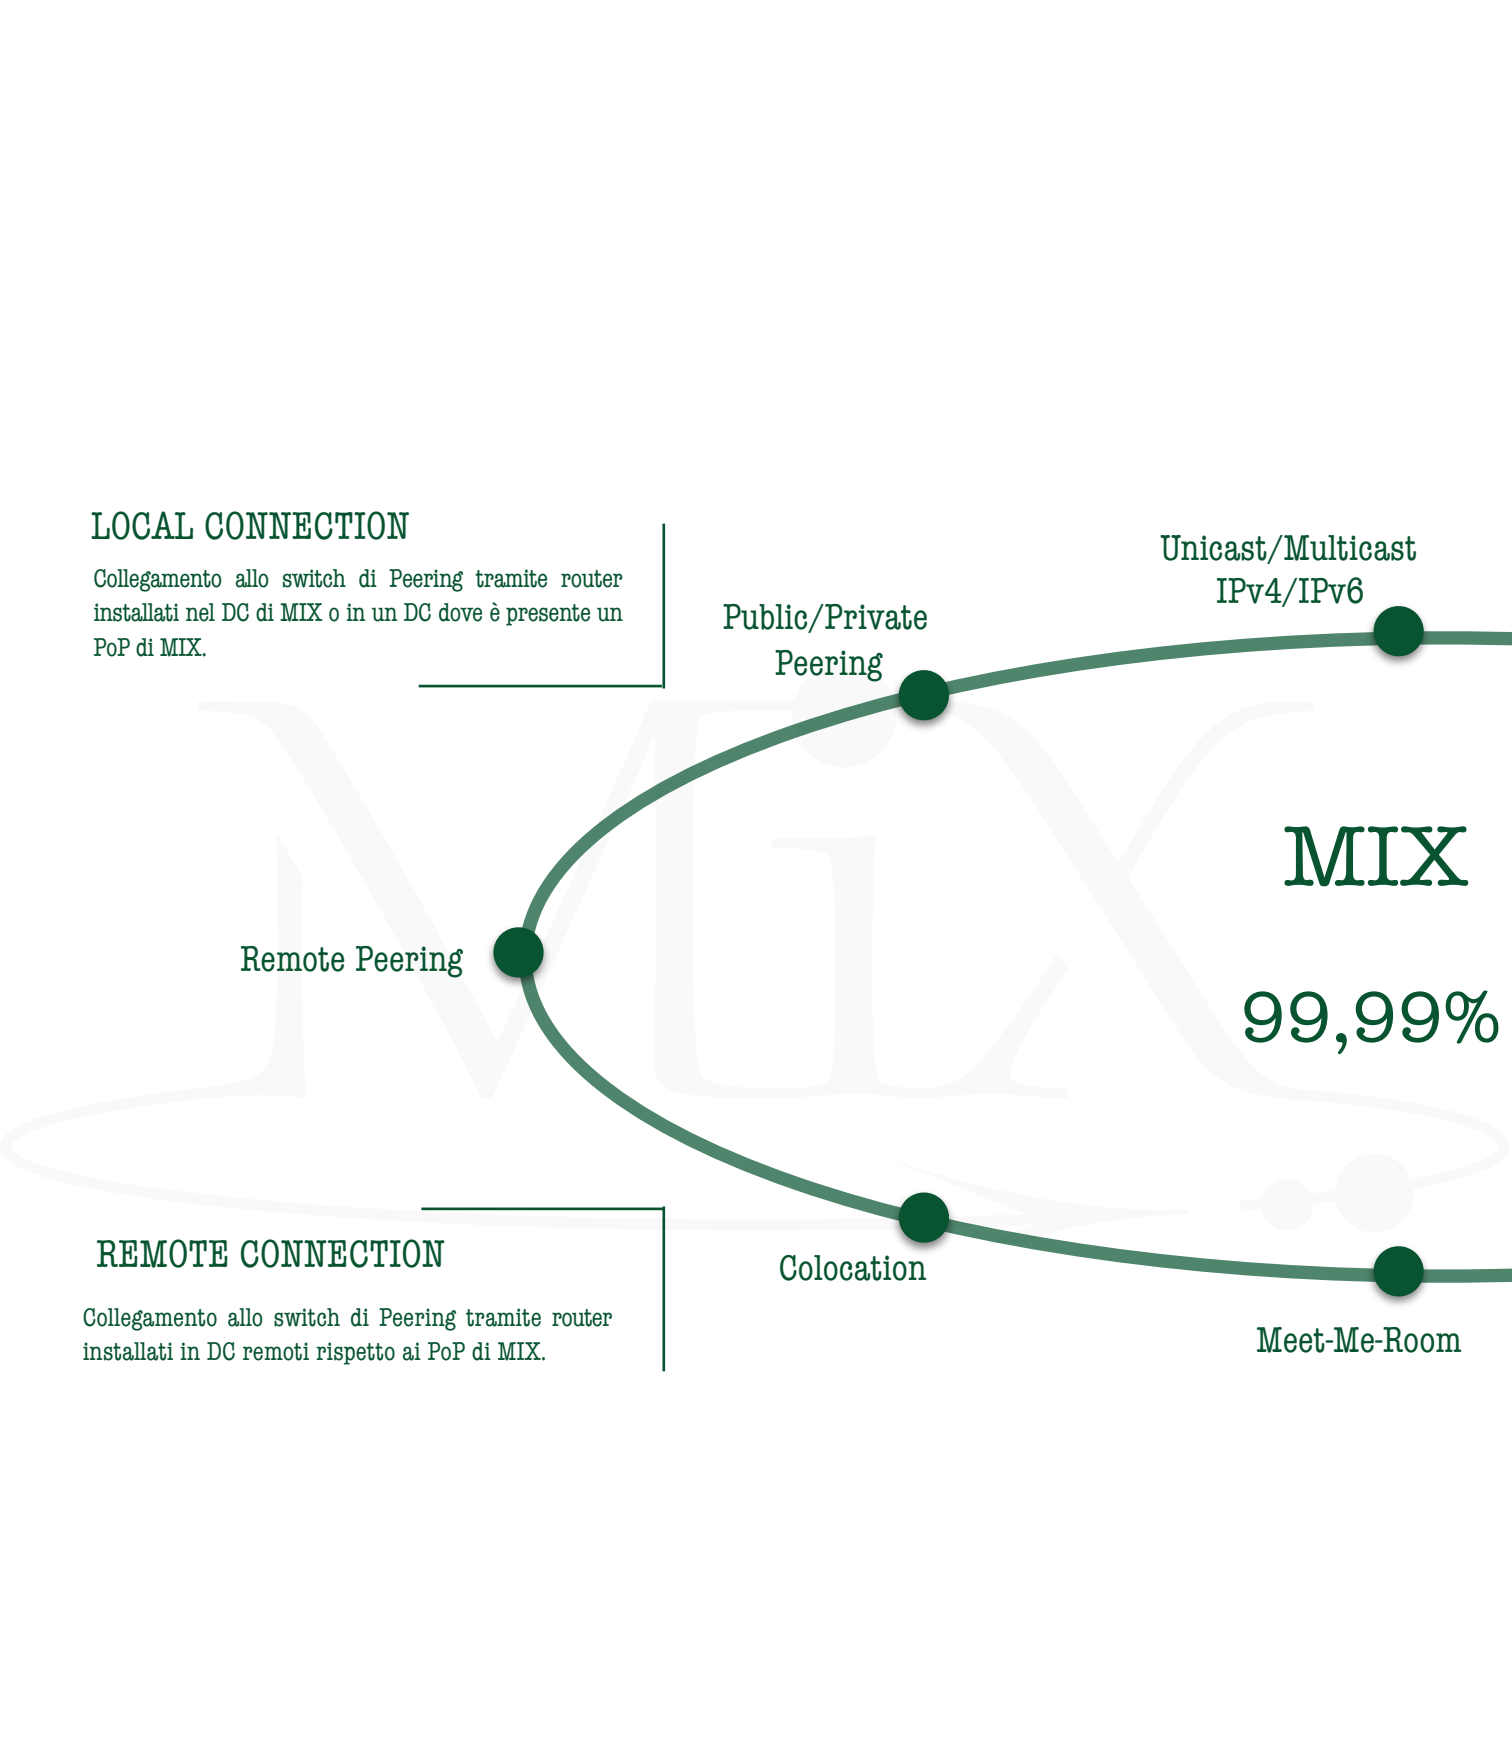 LOCAL CONNECTION
Collegamento allo switch di Peering tramite router
installati nel DC di MIX o in un DC dove è presente un
PoP di MIX.
Unicast/Multicast
IPv4/IPv6
Public/Private
Peering
MIX
Remote Peering
99,99%
REMOTE CONNECTION
Collegamento allo switch di Peering tramite router
installati in DC remoti rispetto ai PoP di MIX.
Colocation
Meet-Me-Room
MiX